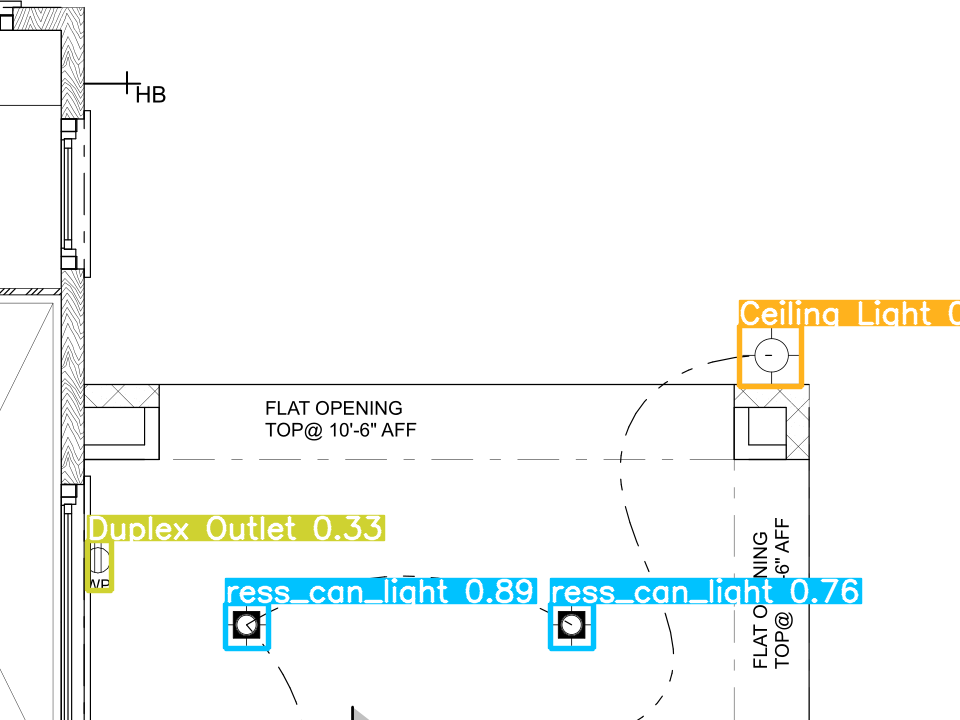 HB
Ceiling Light 0
FLAT OPENING
TOP@ 10'-6" AFF
Duplex Outlet 0.33
WP
ress_can_light 0.89
ress_can_light 0.76
FLAT O NING
TOP@ -6" AFF